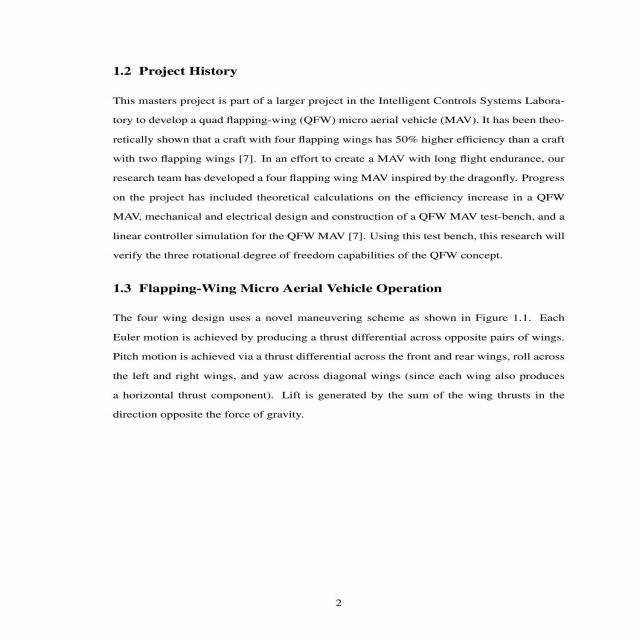 1.2 Project History
This masters project is part of a larger project in the Intelligent Controls Systems Labora-
tory to develop a quad flapping-wing (QFW) micro aerial vehicle (MAV). It has been theo-
retically shown that a craft with four flapping wings has 50% higher efficiency than a craft
with two flapping wings [7]. In an effort to create a MAV with long flight endurance, our
research team has developed a four flapping wing MAV inspired by the dragonfly. Progress
on the project has included theoretical calculations on the efficiency increase in a QFW
MAV, mechanical and electrical design and construction of a QFW MAV test-bench, and a
linear controller simulation for the QFW MAV [7]. Using this test bench, this research will
verify the three rotational degree of freedom capabilities of the QFW concept.
1.3 Flapping-Wing Micro Aerial Vehicle Operation
The four wing design uses a novel maneuvering scheme as shown in Figure 1.1. Each
Euler motion is achieved by producing a thrust differential across opposite pairs of wings.
Pitch motion is achieved via a thrust differential across the front and rear wings, roll across
the left and right wings, and yaw across diagonal wings (since each wing also produces
a horizontal thrust component). Lift is generated by the sum of the wing thrusts in the
direction opposite the force of gravity.
2